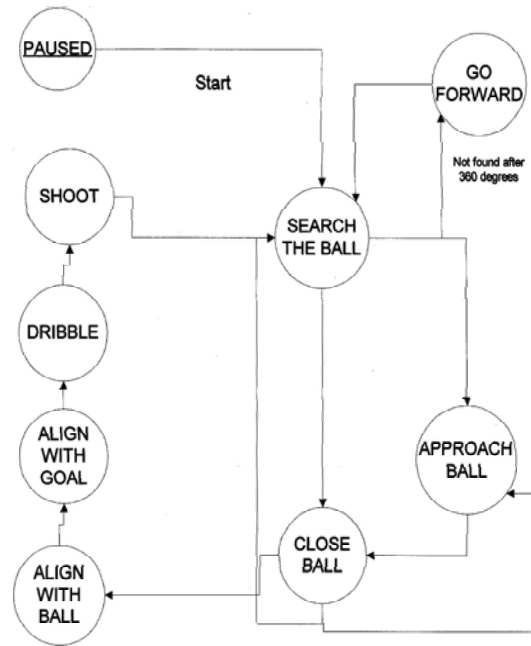 PAUSED
Start
GO
FORWARD
Not found after
360 degrees
SHOOT
SEARCH
THE BALL
DRIBBLE
ALIGN
WITH
GOAL
APPROACH
BALL
CLOSE
BALL
ALIGN
WITH
BALL